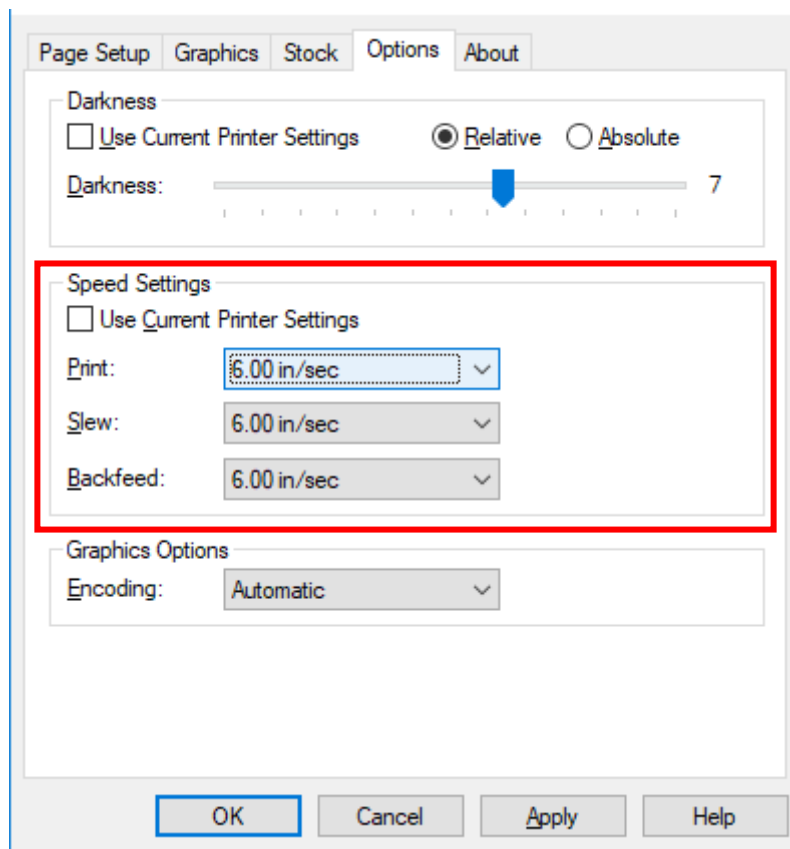 Page Setup Graphics Stock Options About
Darkness
Use Current Printer Settings Relative Absolute
Darkness: 7
Speed Settings
Use Current Printer Settings
Print: 6.00 in/sec
Slew: 6.00 in/sec
Backfeed: 6.00 in/sec
Graphics Options
Encoding: Automatic
OK Cancel Apply Help